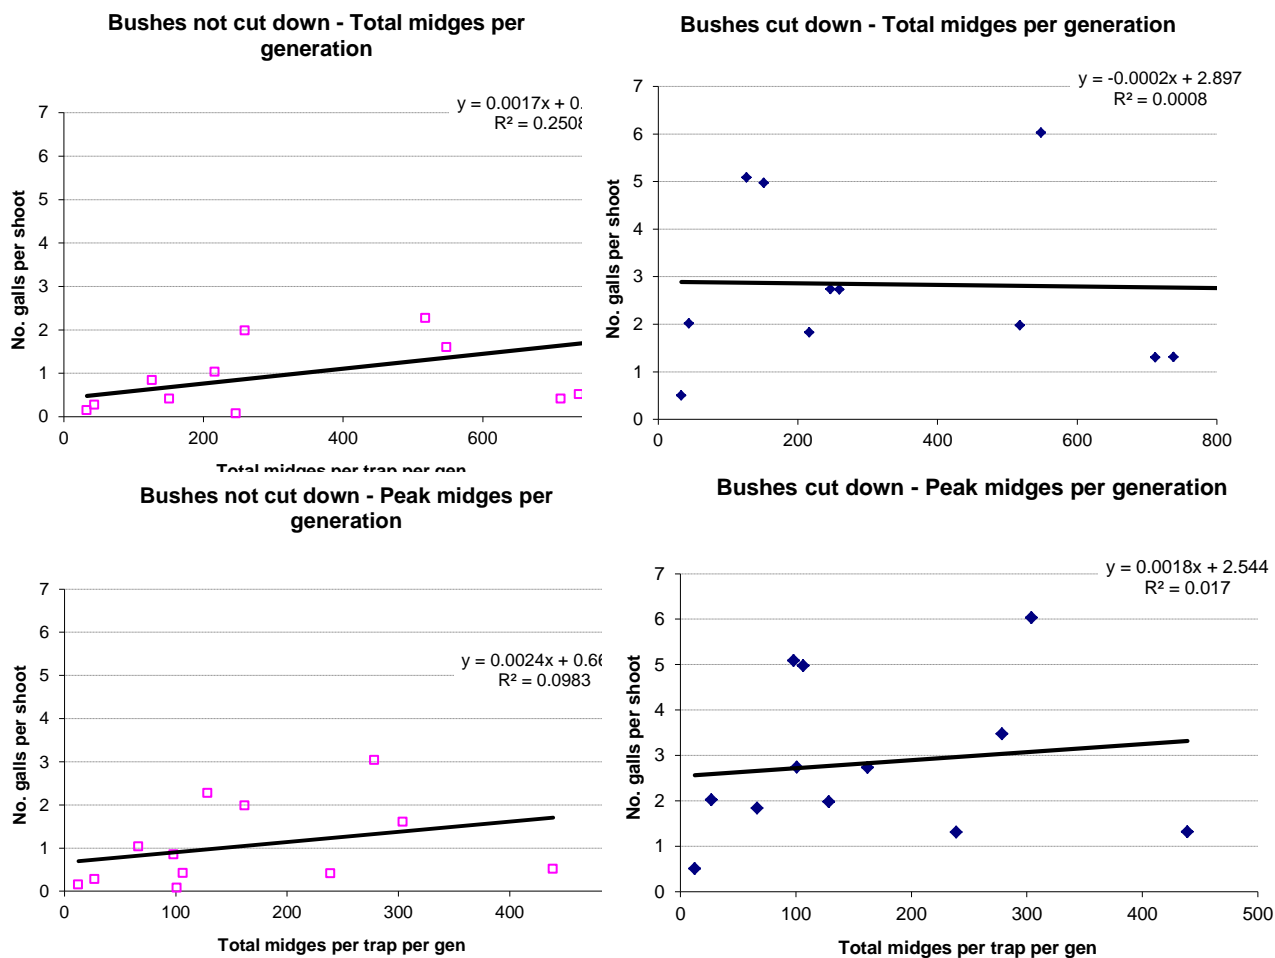 Bushes not cut down - Total midges per
generation
y = 0.0017x + 0.
R² = 0.2508
7
6
5
4
3
2
1
0
No. galls per shoot
0 200 400 600
Total midges per trap per gen
Bushes cut down - Total midges per generation
y = -0.0002x + 2.897
R² = 0.0008
7
6
5
4
3
2
1
0
No. galls per shoot
0 200 400 600 800
Bushes not cut down - Peak midges per
generation
y = 0.0024x + 0.66
R² = 0.0983
7
6
5
4
3
2
1
0
No. galls per shoot
0 100 200 300 400
Total midges per trap per gen
Bushes cut down - Peak midges per generation
y = 0.0018x + 2.544
R² = 0.017
7
6
5
4
3
2
1
0
No. galls per shoot
0 100 200 300 400 500
Total midges per trap per gen